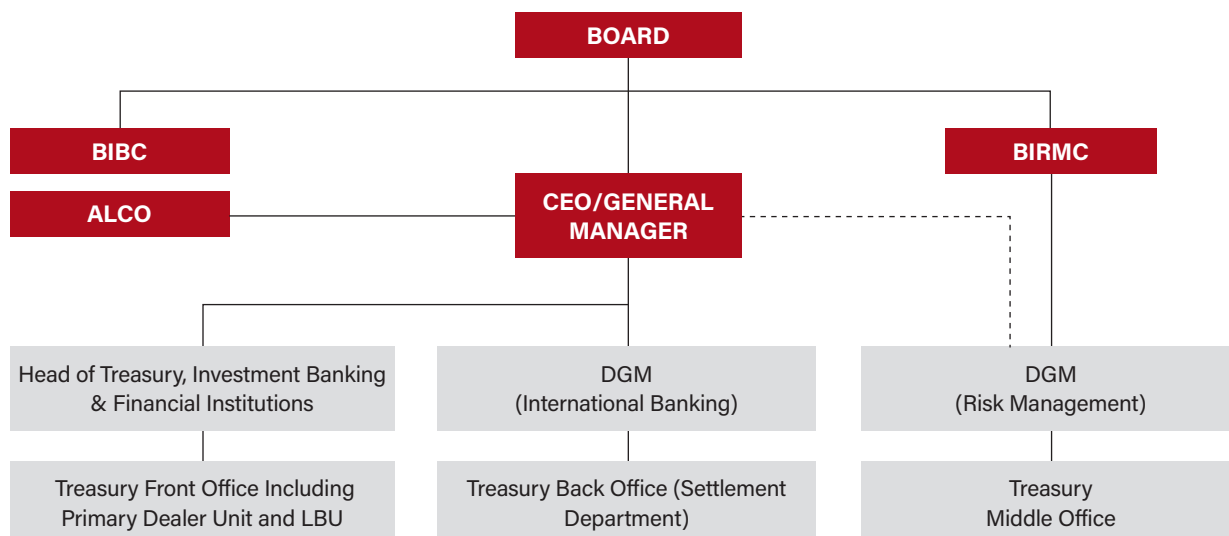 BOARD
BIBC
BIRMC
ALCO
CEO/GENERAL
MANAGER
Head of Treasury, Investment Banking
& Financial Institutions
DGM
(International Banking)
DGM
(Risk Management)
Treasury Front Office Including
Primary Dealer Unit and LBU
Treasury Back Office (Settlement
Department)
Treasury
Middle Office